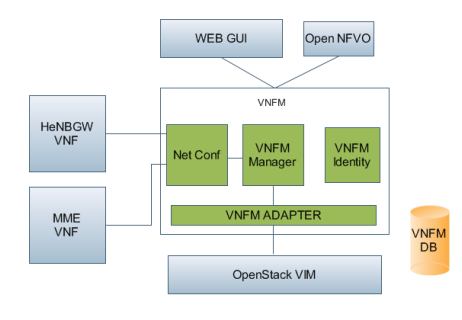 WEB GUI
Open NFVO
VNFM
HeNBGW
VNF
Net Conf
VNFM
Manager
VNFM
Identity
MME
VNF
VNFM ADAPTER
VNFM
DB
OpenStack VIM